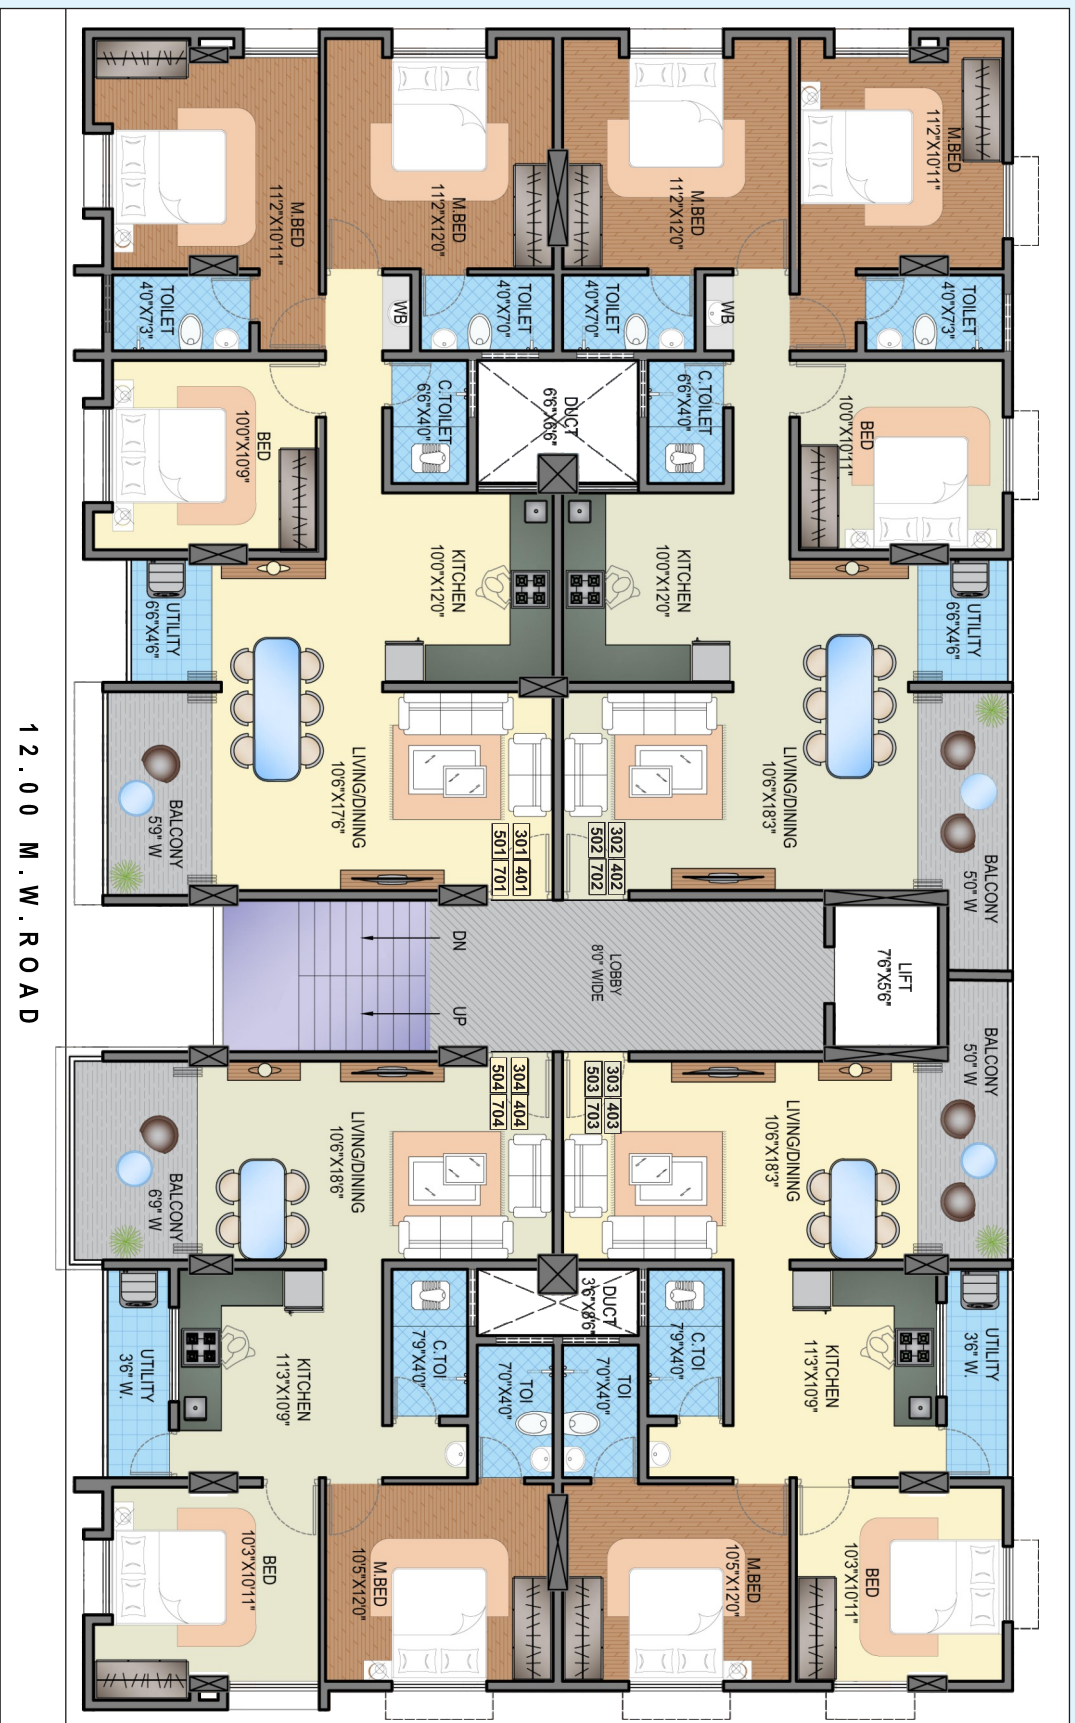 M.BED
11'2"X10'11"
M.BED
11'2"X12'0"
M.BED
11'2"X12'0"
M.BED
11'2"X10'11"
TOILET
4'0"X7'3"
WB
TOILET
4'0"X7'0"
TOILET
4'0"X7'0"
WB
TOILET
4'0"X7'3"
BED
10'0"X10'9"
C.TOILET
6'6"X4'0"
DUCT
6'6"X6'6"
C.TOILET
6'6"X4'0"
BED
10'0"X10'11"
UTILITY
6'6"X4'6"
KITCHEN
10'0"X12'0"
KITCHEN
10'0"X12'0"
UTILITY
6'6"X4'6"
BALCONY
5'9" W
LIVING/DINING
10'6"X17'6"
301 401
501 701
302 402
502 702
LIVING/DINING
10'6"X18'3"
BALCONY
5'0" W
12.00 M.W.ROAD
DN
UP
LOBBY
8'0" WIDE
LIFT
7'6"X5'6"
BALCONY
6'9" W
LIVING/DINING
10'6"X18'6"
304 404
504 704
303 403
503 703
LIVING/DINING
10'6"X18'3"
BALCONY
5'0" W
UTILITY
3'6" W.
KITCHEN
11'3"X10'9"
C.TOI
7'9"X4'0"
DUCT
3'6"X8'6"
TOI
7'0"X4'0"
TOI
7'0"X4'0"
C.TOI
7'9"X4'0"
KITCHEN
11'3"X10'9"
UTILITY
3'6" W.
BED
10'3"X10'11"
M.BED
10'5"X12'0"
M.BED
10'5"X12'0"
BED
10'3"X10'11"